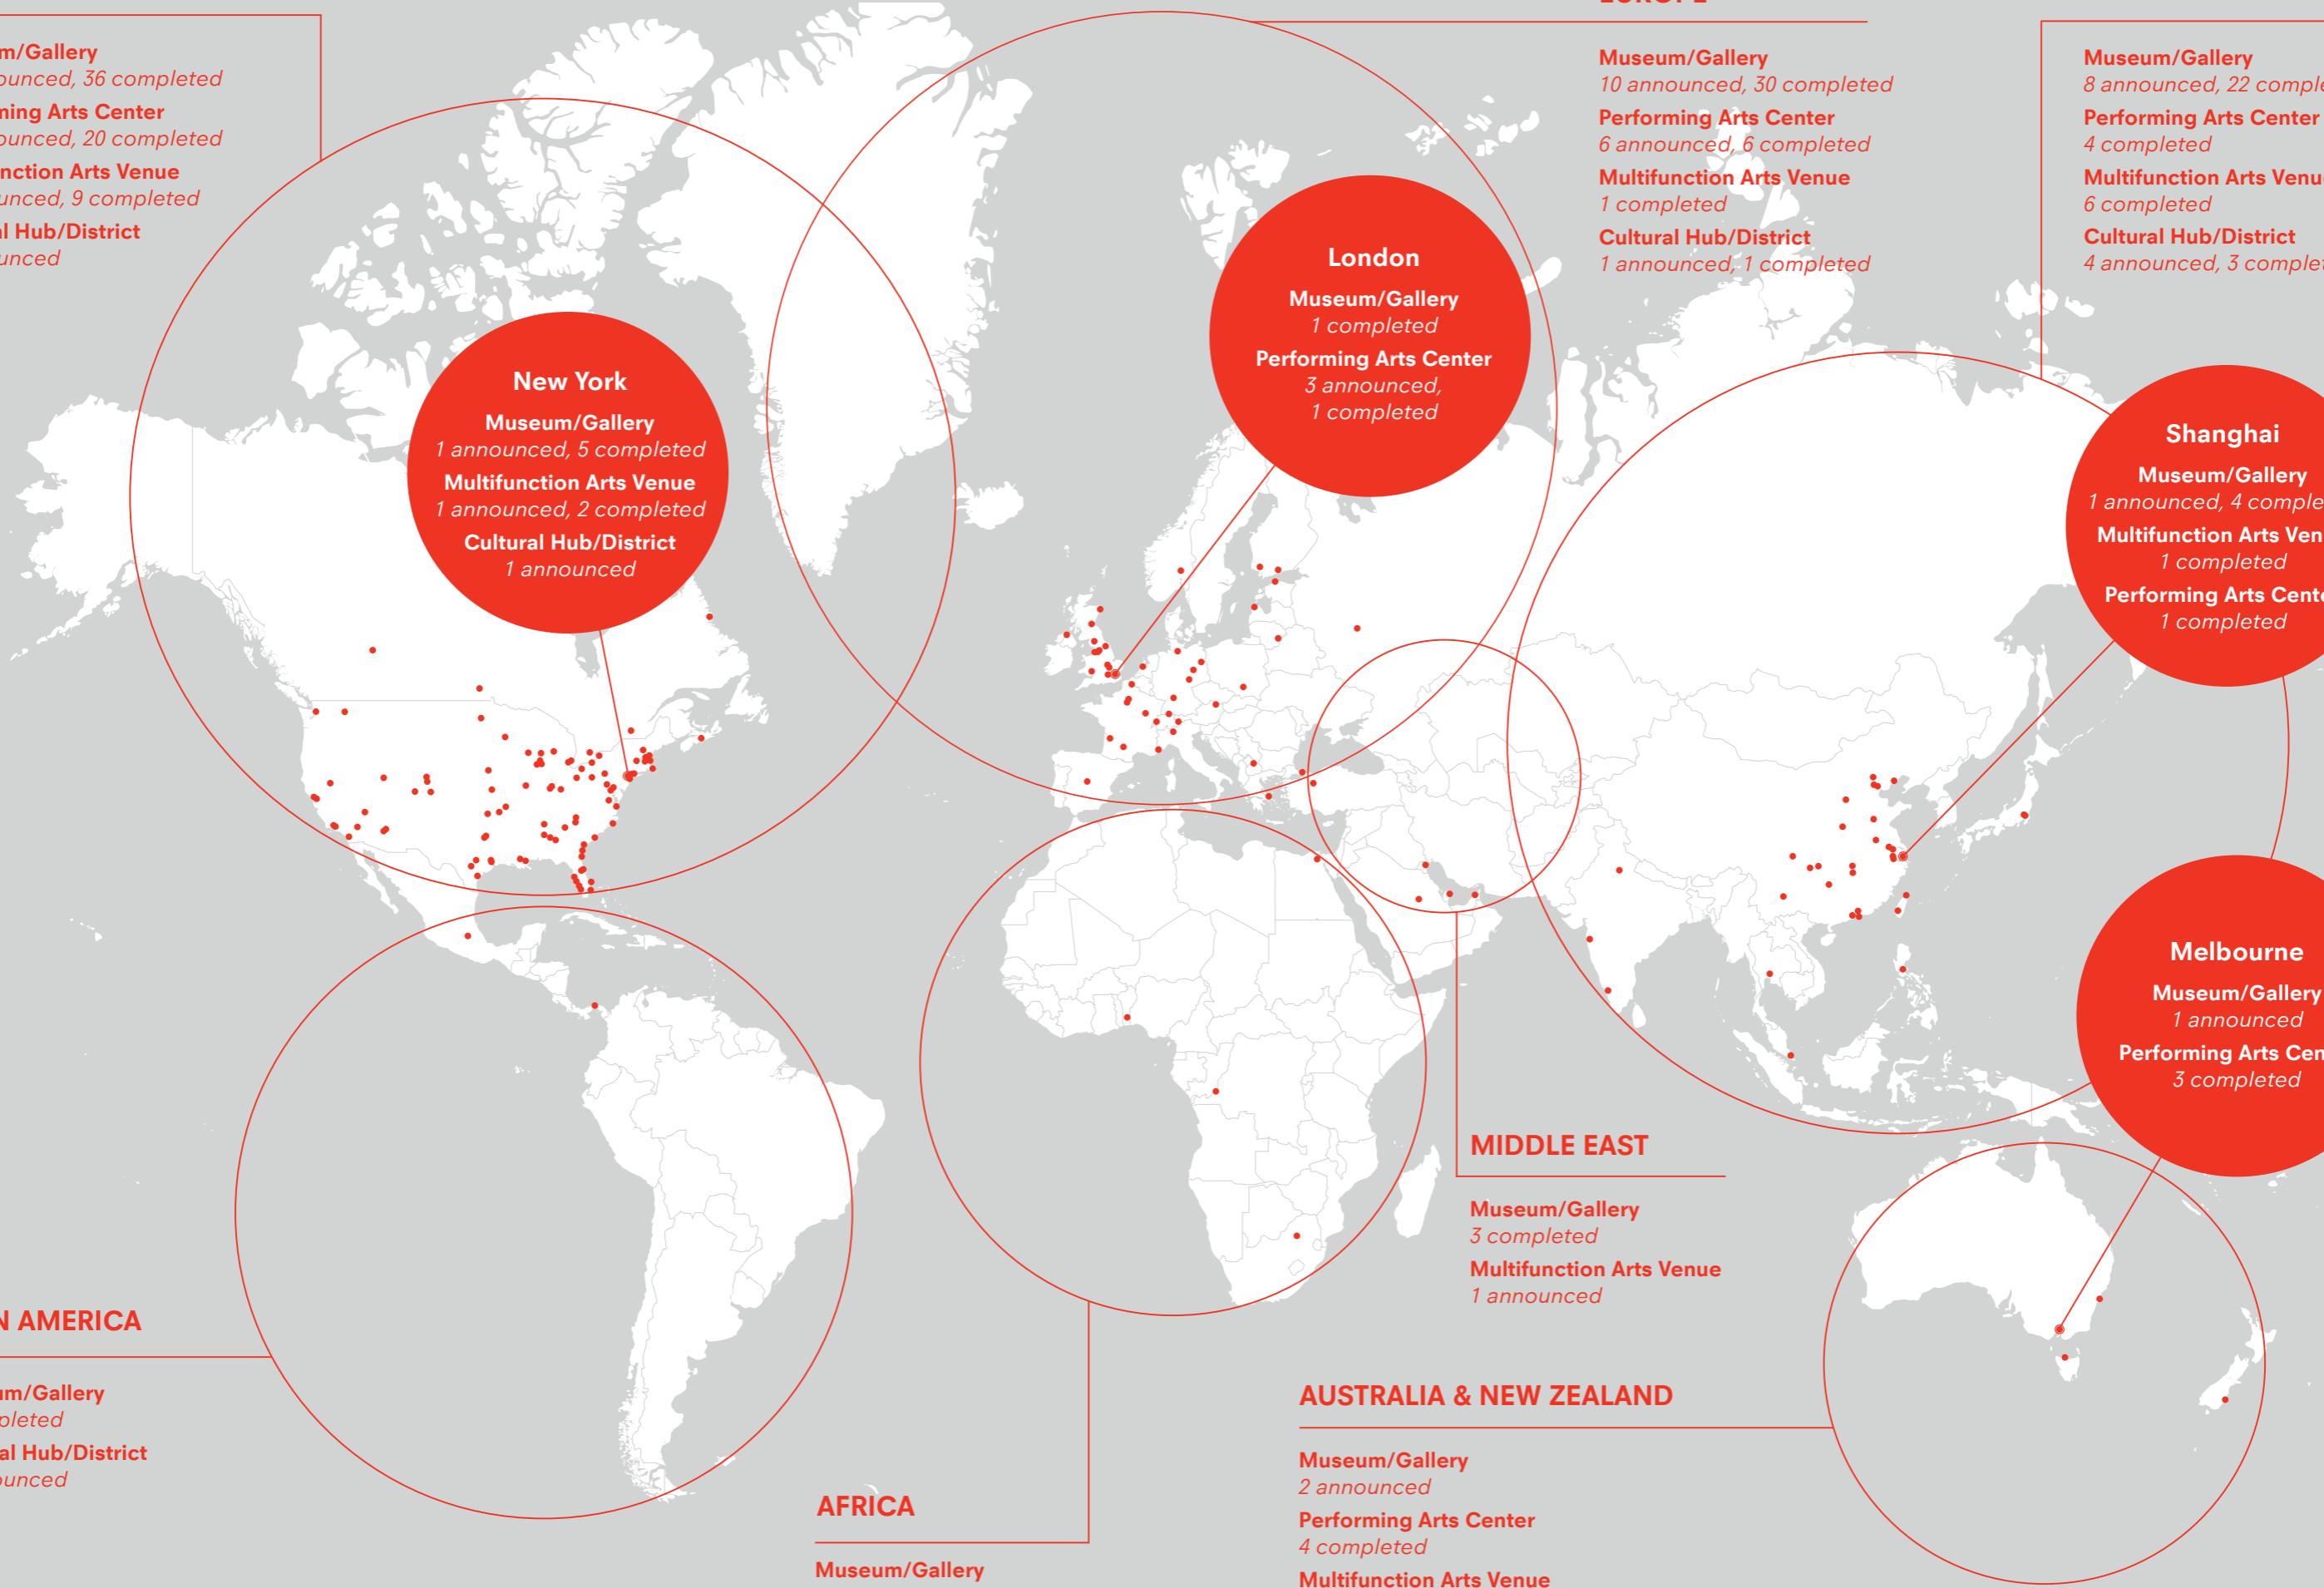 m/Gallery
ounced, 36 completed
ming Arts Center
ounced, 20 completed
nction Arts Venue
unced, 9 completed
l Hub/District
unced
New York
Museum/Gallery
1 announced, 5 completed
Multifunction Arts Venue
1 announced, 2 completed
Cultural Hub/District
1 announced
London
Museum/Gallery
1 completed
Performing Arts Center
3 announced,
1 completed
Museum/Gallery
10 announced, 30 completed
Performing Arts Center
6 announced, 6 completed
Multifunction Arts Venue
1 completed
Cultural Hub/District
1 announced, 1 completed
Museum/Gallery
8 announced, 22 comple
Performing Arts Center
4 completed
Multifunction Arts Venu
6 completed
Cultural Hub/District
4 announced, 3 complet
Shanghai
Museum/Gallery
1 announced, 4 comple
Multifunction Arts Ven
1 completed
Performing Arts Cente
1 completed
Melbourne
Museum/Gallery
1 announced
Performing Arts Cen
3 completed
MIDDLE EAST
Museum/Gallery
3 completed
Multifunction Arts Venue
1 announced
N AMERICA
um/Gallery
pleted
al Hub/District
ounced
AFRICA
Museum/Gallery
AUSTRALIA & NEW ZEALAND
Museum/Gallery
2 announced
Performing Arts Center
4 completed
Multifunction Arts Venue